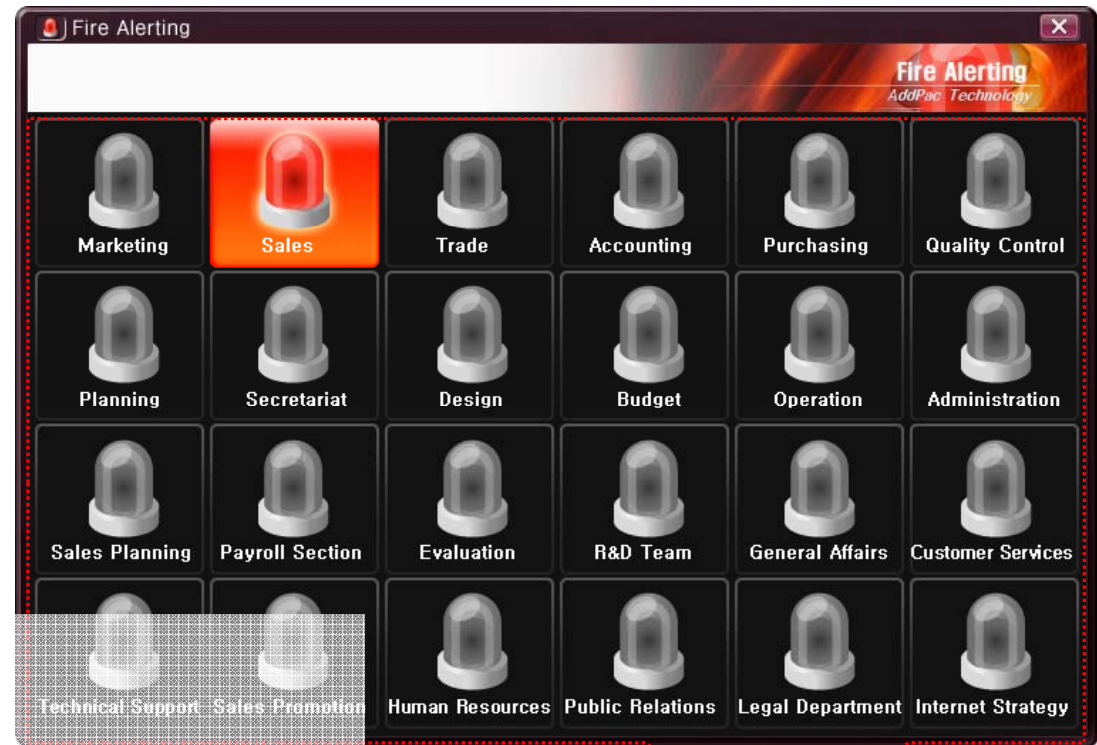 Fire Alerting
Fire Alerting
AddPac Technology
Marketing Sales Trade Accounting Purchasing Quality Control
Planning Secretariat Design Budget Operation Administration
Sales Planning Payroll Section Evaluation R&D Team General Affairs Customer Services
Technical Support Sales Promotion Human Resources Public Relations Legal Department Internet Strategy